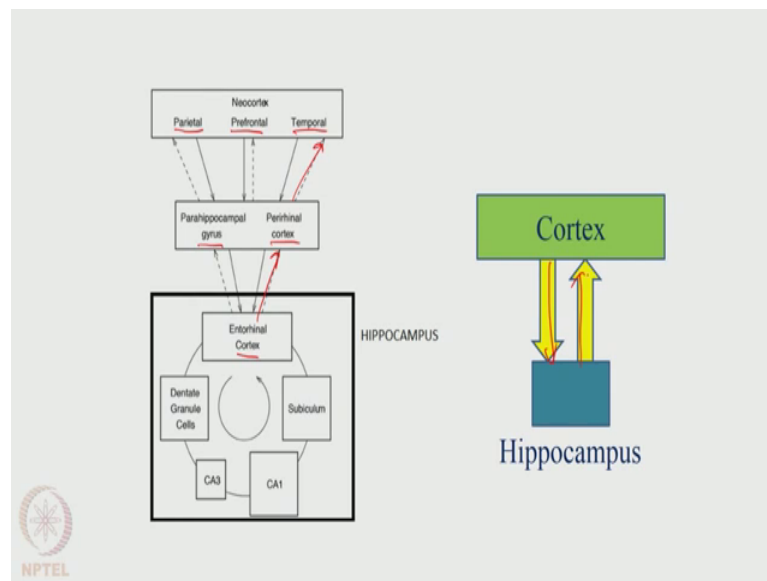 Neocortex
Parietal Prefrontal Temporal
Parahippocampal Perirhinal
gyrus cortex
Entorhinal
Cortex
HIPPOCAMPUS
Dentate
Granule
Cells
Subiculum
CA3
CA1
Cortex
Hippocampus
NPTEL